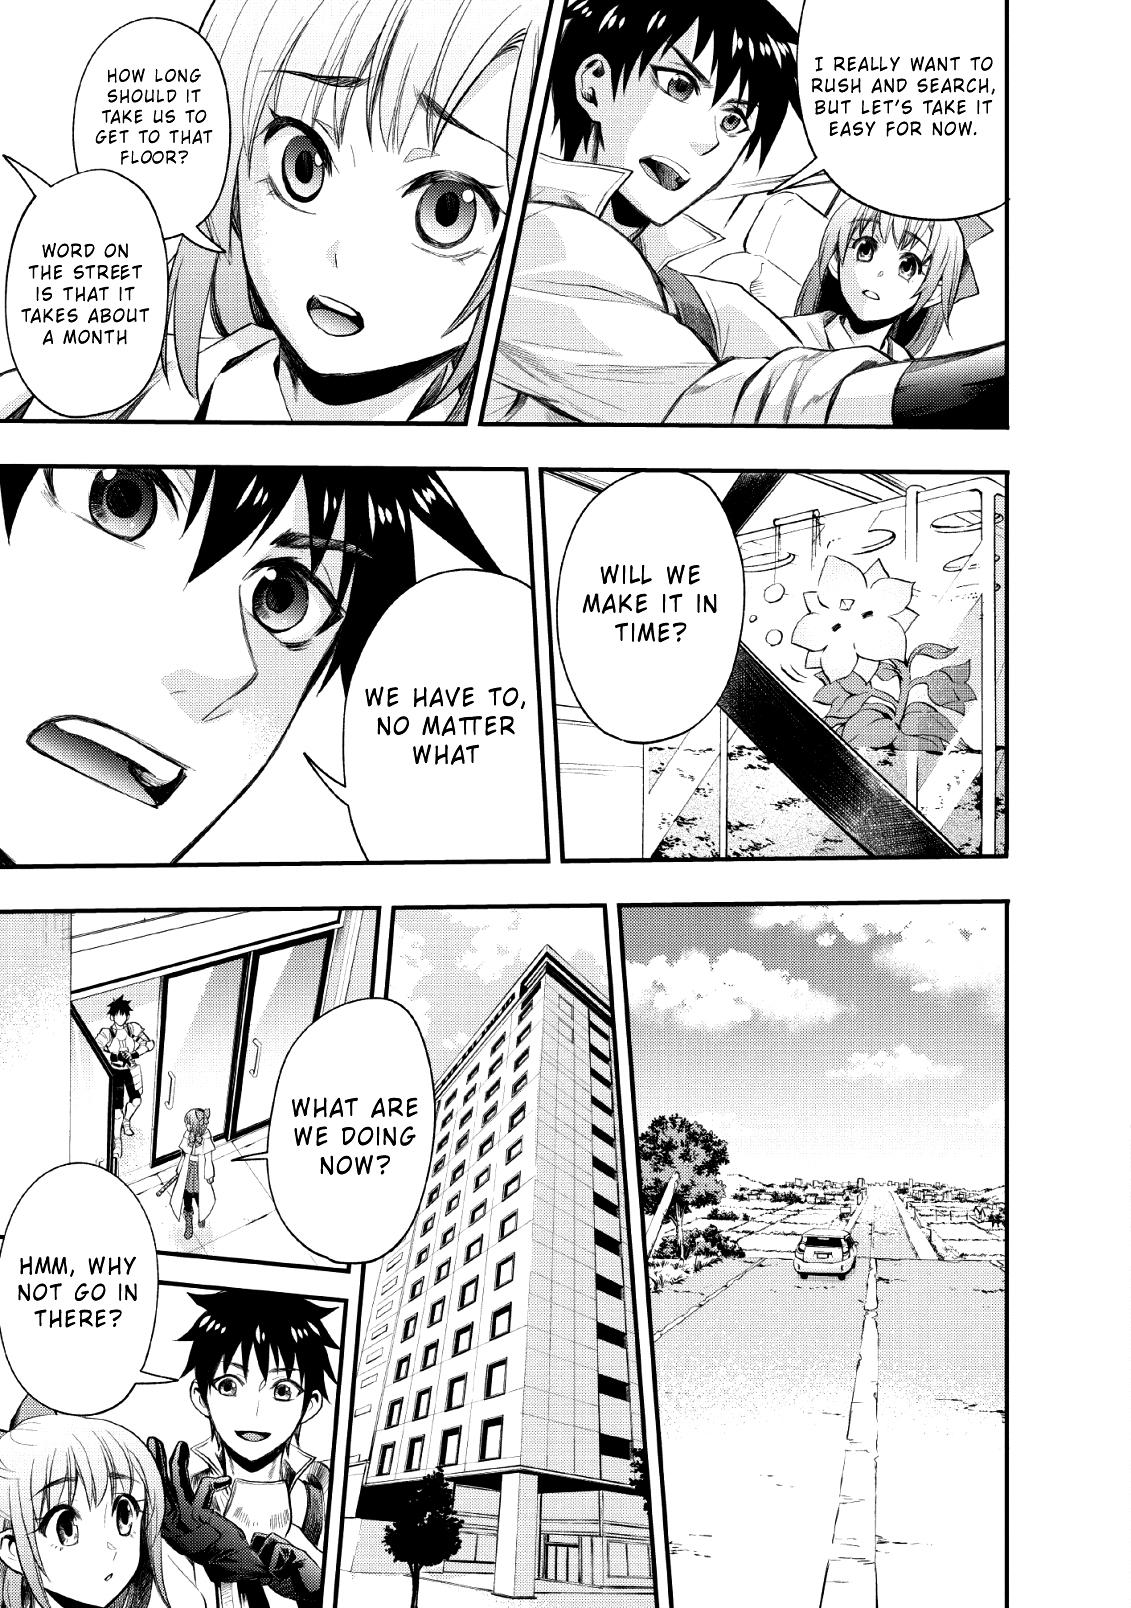 I REALLY WANT TO
RUSH AND SEARCH,
BUT LET'S TAKE IT
EASY FOR NOW.
HOW LONG
SHOULD IT
TAKE US TO
GET TO THAT
FLOOR?
WORD ON
THE STREET
IS THAT IT
TAKES ABOUT
A MONTH
WILL WE
MAKE IT IN
TIME?
WE HAVE TO,
NO MATTER
WHAT
WHAT ARE
WE DOING
NOW?
HMM, WHY
NOT GO IN
THERE?